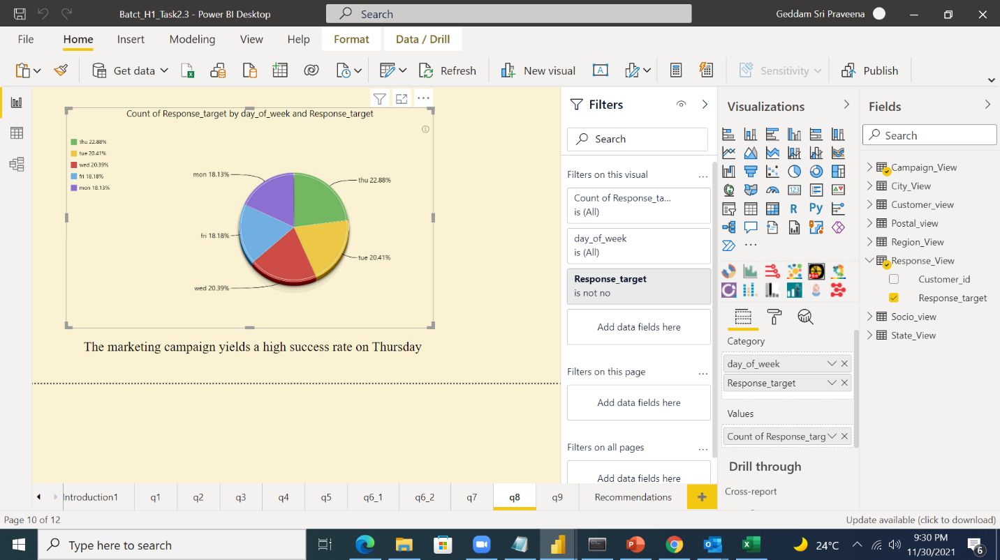 Batct_H1_Task2.3 - Power BI Desktop
Search
Geddam Sri Praveena
File Home Insert Modeling View Help Format Data / Drill
Get data Refresh New visual Sensitivity Publish
Count of Response_target by day_of_week and Response_target
thu 22.88%
tue 20.41%
wed 20.39%
fri 18.18%
mon 18.13%
mon 18.13%
thu 22.88%
fri 18.18%
tue 20.41%
wed 20.39%
The marketing campaign yields a high success rate on Thursday
Filters
Search
Filters on this visual ...
Count of Response_ta...
is (All)
day_of_week
is (All)
Response_target
is not no
Add data fields here
Filters on this page ...
Add data fields here
Filters on all pages ...
Add data fields here
Visualizations
123
R Py
PRO
Category
day_of_week
Response_target
Values
Count of Response_targ
Drill through
Cross-report
Fields
Search
Campaign_View
City_View
Customer_view
Postal_view
Region_View
Response_View
Customer_id
Response_target
Socio_view
State_View
Introduction1 q1 q2 q3 q4 q5 q6_1 q6_2 q7 q8 q9 Recommendations +
Page 10 of 12
Update available (click to download)
Type here to search
24°C
9:30 PM
11/30/2021
6